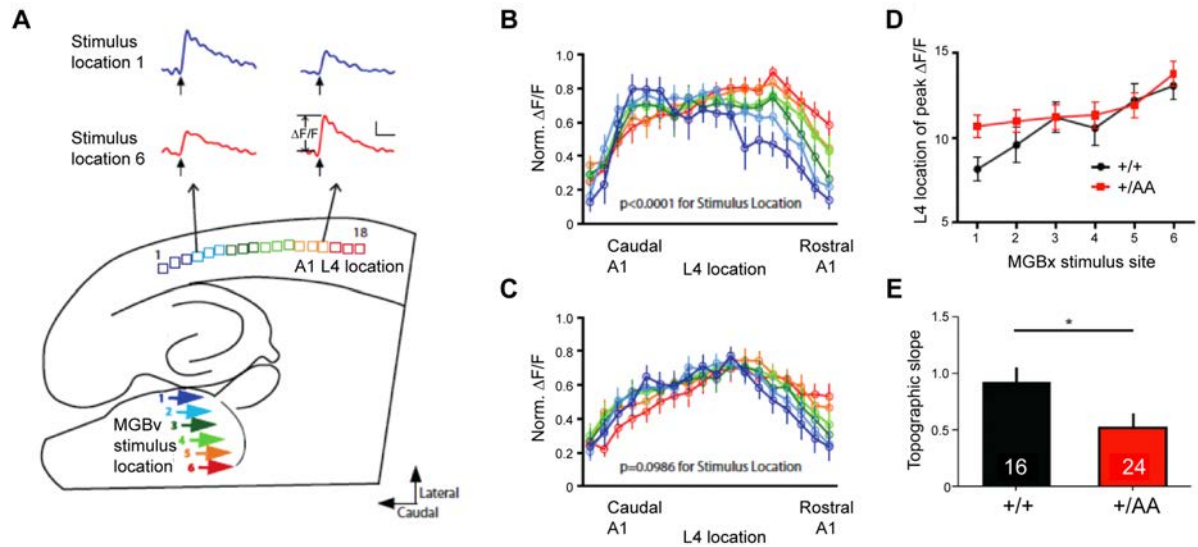 A
Stimulus
location 1
Stimulus
location 6
ΔF/F
1
18
A1 L4 location
1
2
3
4
5
6
MGBv
stimulus
location
Lateral
Caudal
B
Norm. ΔF/F
1.0
0.8
0.6
0.4
0.2
0
p<0.0001 for Stimulus Location
Caudal
A1
L4 location
Rostral
A1
C
Norm. ΔF/F
1.0
0.8
0.6
0.4
0.2
0.0
p=0.0986 for Stimulus Location
Caudal
A1
L4 location
Rostral
A1
D
L4 location of peak ΔF/F
15
10
5
+/+
+/AA
1 2 3 4 5 6
MGBx stimulus site
E
Topographic slope
1.5
1.0
0.5
0
*
16
24
+/+
+/AA